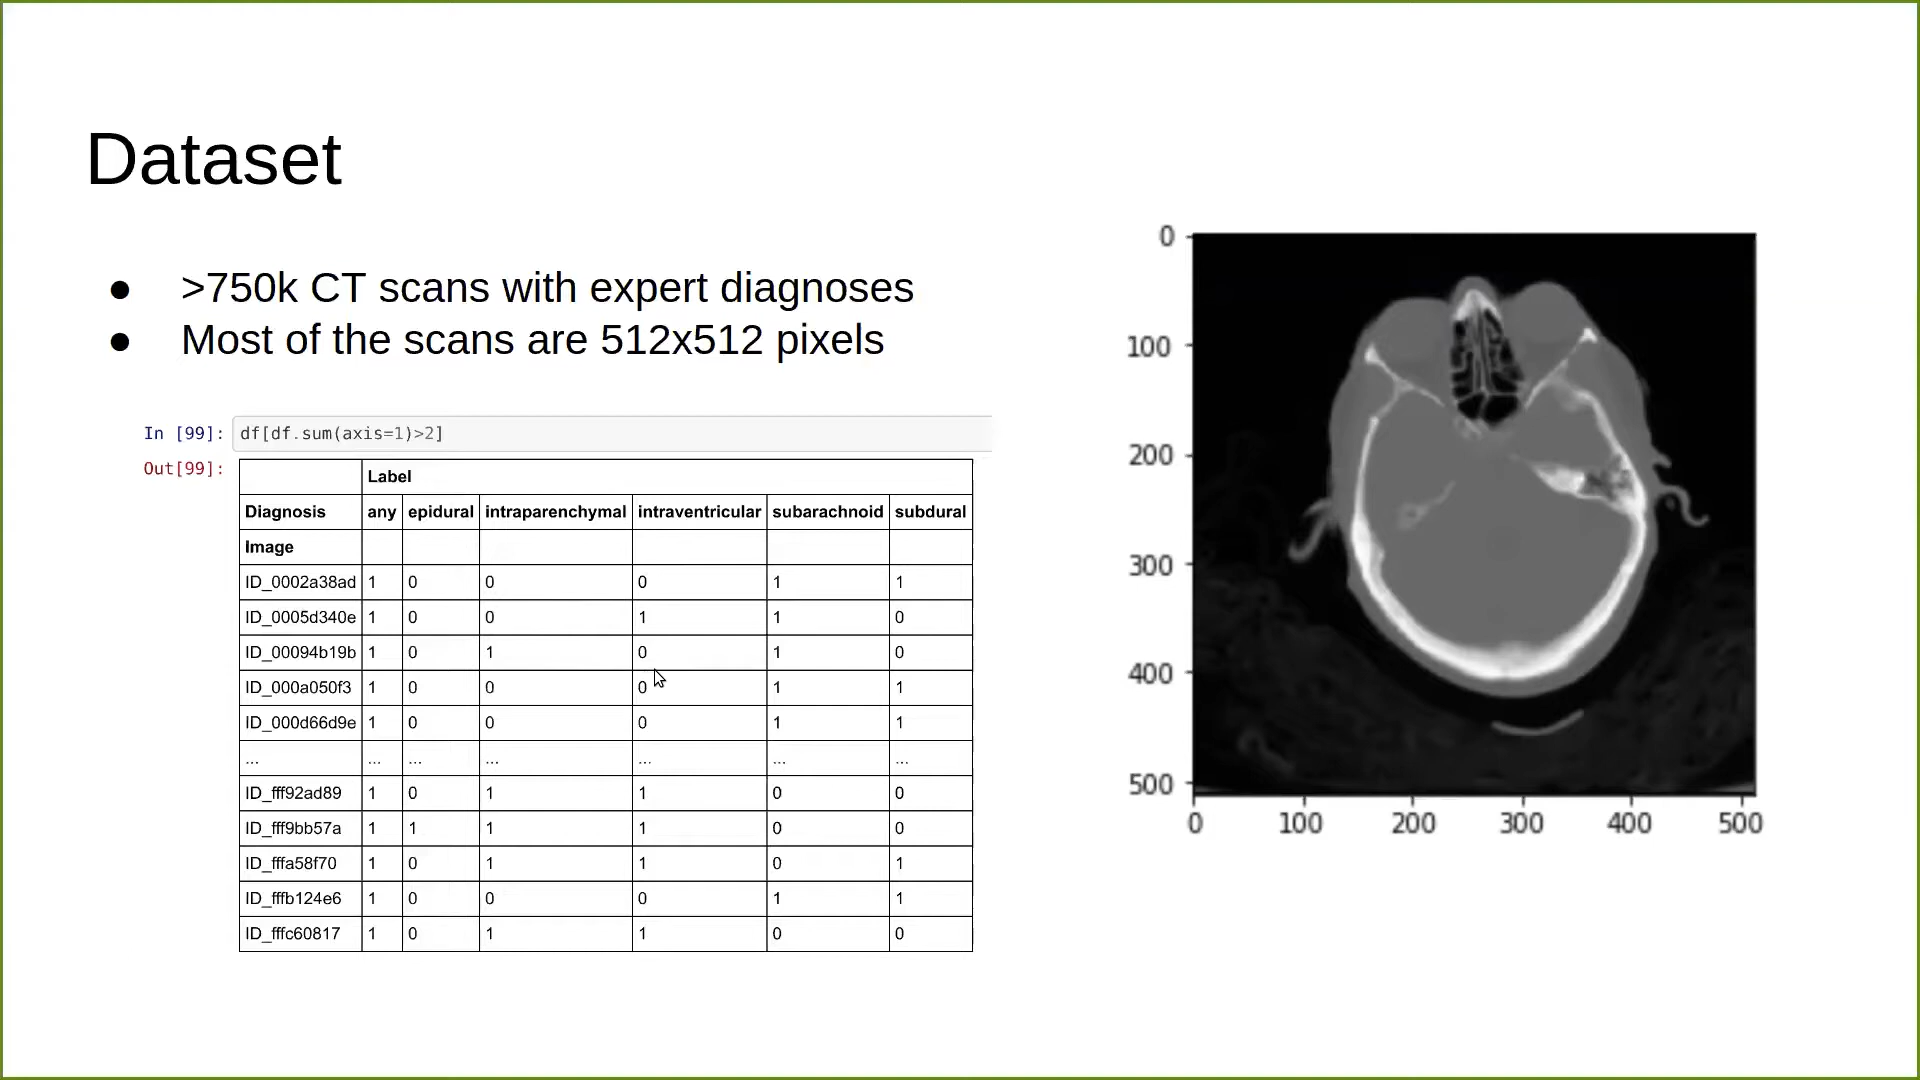 Dataset
● >750k CT scans with expert diagnoses
● Most of the scans are 512x512 pixels
In [99]: df[df.sum(axis=1)>2]
Out[99]:
Label
Diagnosis any epidural intraparenchymal intraventricular subarachnoid subdural
Image
ID_0002a38ad 1 0 0 0 1 1
ID_0005d340e 1 0 0 1 1 0
ID_00094b19b 1 0 1 0 1 0
ID_000a050f3 1 0 0 0 1 1
ID_000d66d9e 1 0 0 0 1 1
... ... ... ... ... ... ...
ID_fff92ad89 1 0 1 1 0 0
ID_fff9bb57a 1 1 1 1 0 0
ID_fffa58f70 1 0 1 1 0 1
ID_fffb124e6 1 0 0 0 1 1
ID_fffc60817 1 0 1 1 0 0
0
100
200
300
400
500
0 100 200 300 400 500